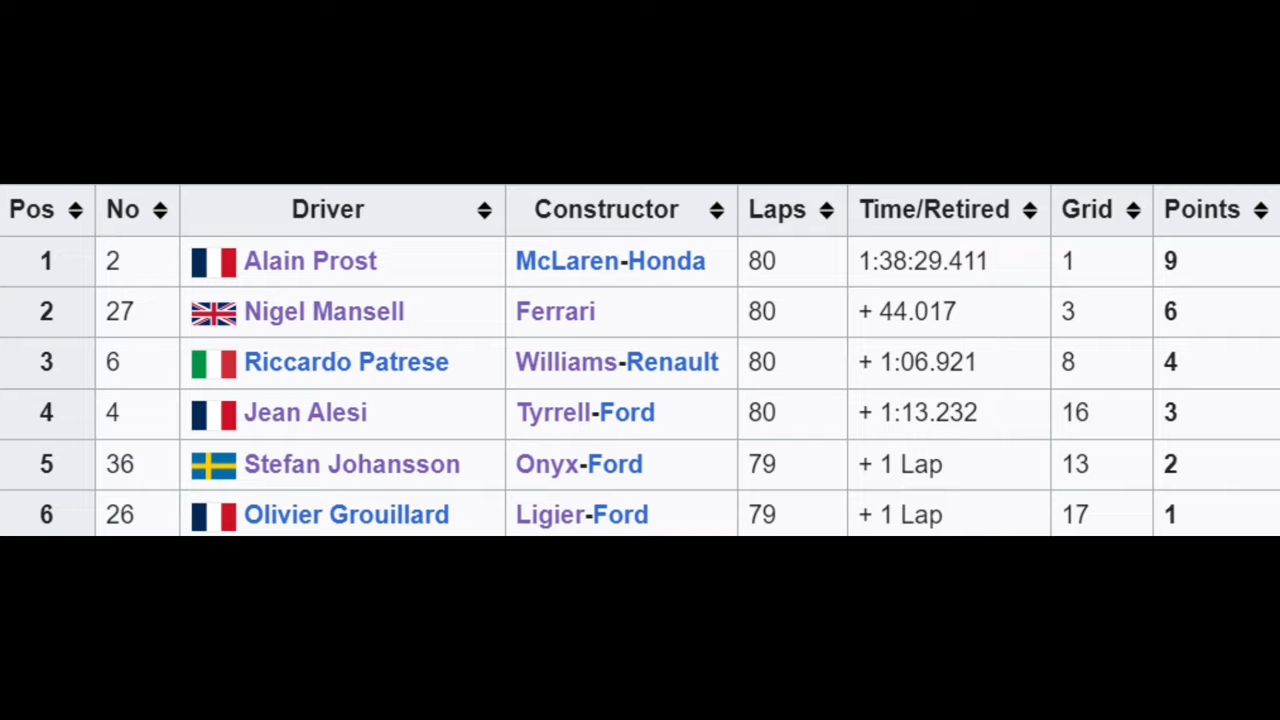 Pos No Driver Constructor Laps Time/Retired Grid Points
1 2 Alain Prost McLaren-Honda 80 1:38:29.411 1 9
2 27 Nigel Mansell Ferrari 80 + 44.017 3 6
3 6 Riccardo Patrese Williams-Renault 80 + 1:06.921 8 4
4 4 Jean Alesi Tyrrell-Ford 80 + 1:13.232 16 3
5 36 Stefan Johansson Onyx-Ford 79 + 1 Lap 13 2
6 26 Olivier Grouillard Ligier-Ford 79 + 1 Lap 17 1